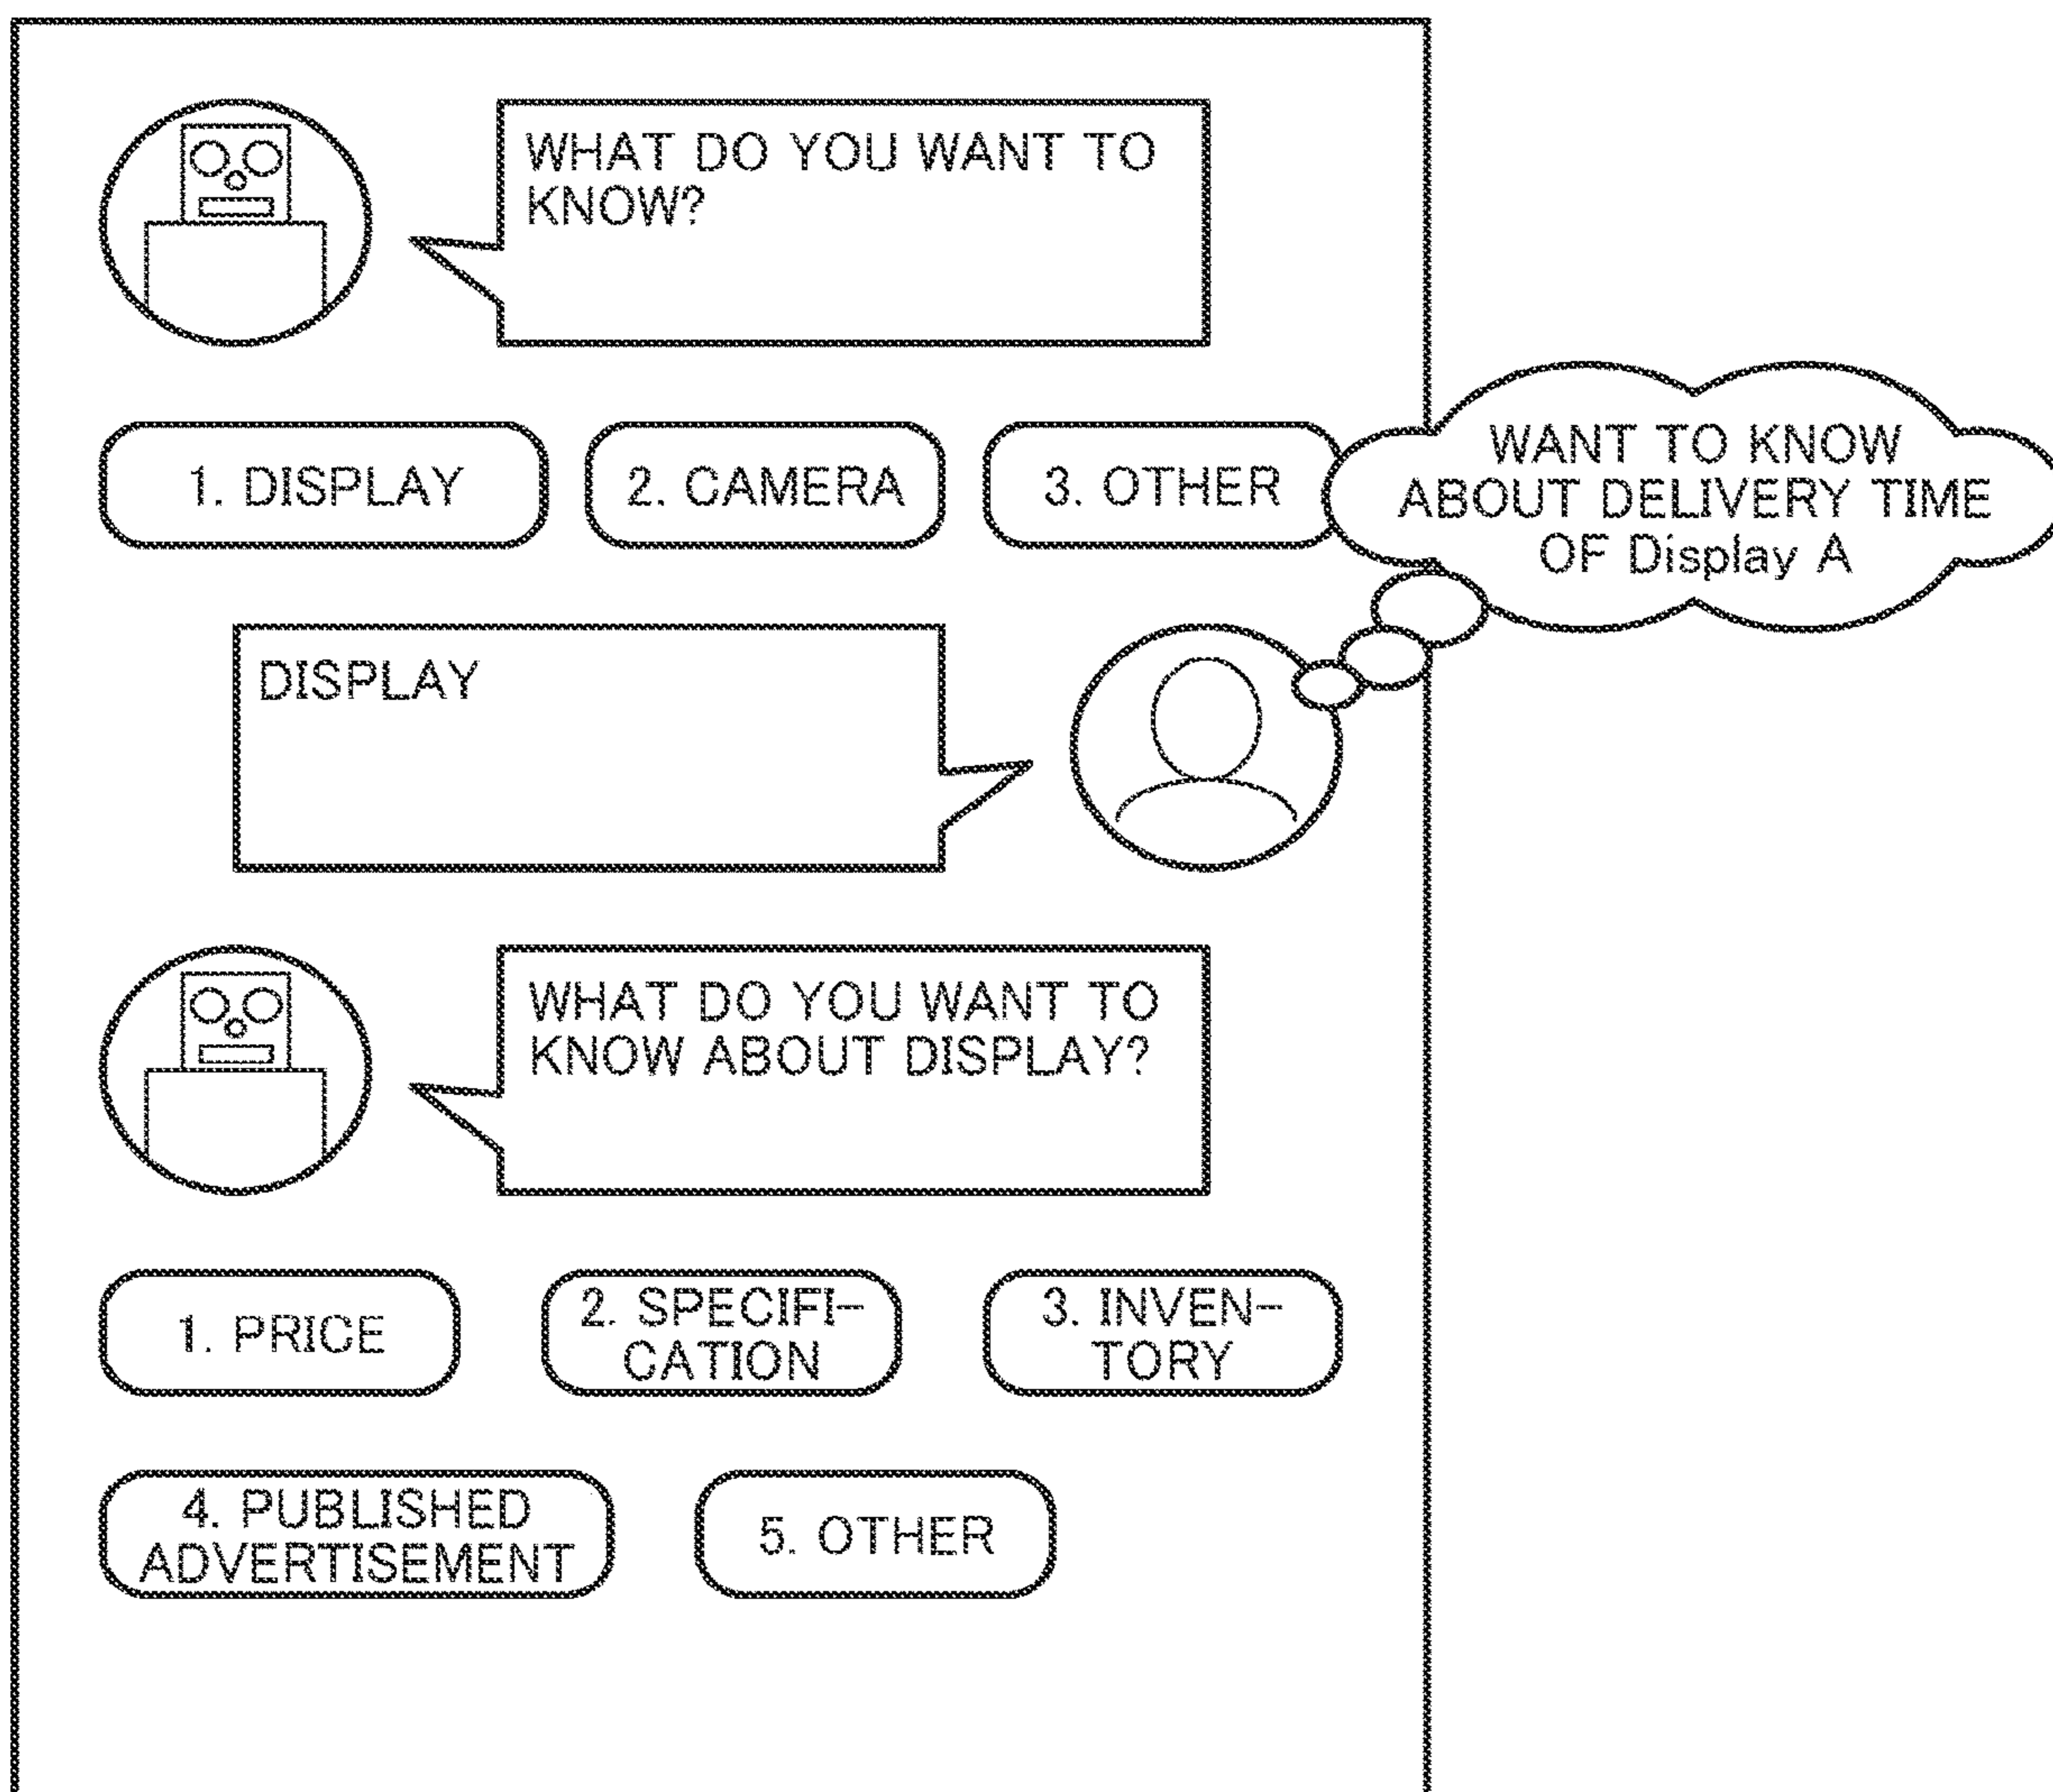 WHAT DO YOU WANT TO
KNOW?
1. DISPLAY
2. CAMERA
3. OTHER
WANT TO KNOW
ABOUT DELIVERY TIME
OF Display A
DISPLAY
WHAT DO YOU WANT TO
KNOW ABOUT DISPLAY?
1. PRICE
2. SPECIFI-
CATION
3. INVEN-
TORY
4. PUBLISHED
ADVERTISEMENT
5. OTHER